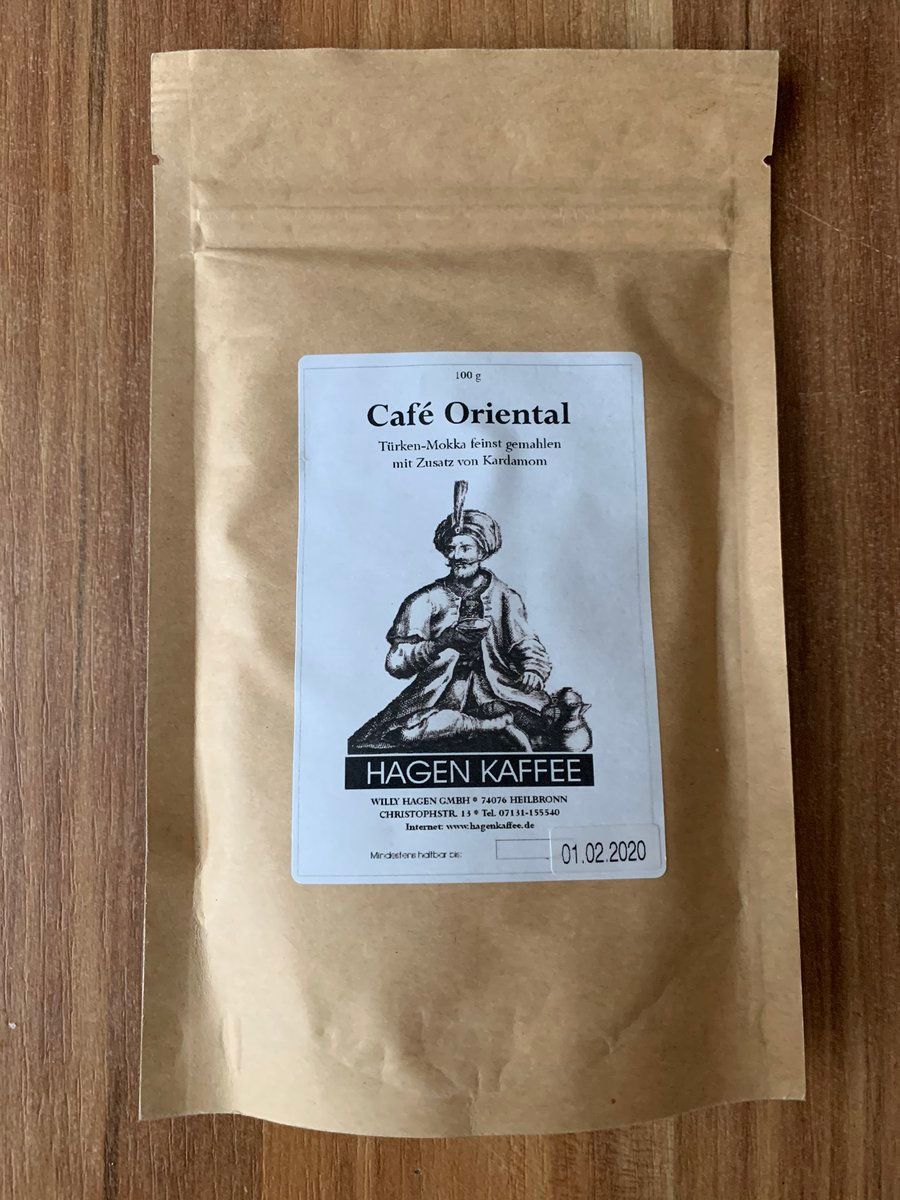 100 g
Café Oriental
Türken-Mokka feinst gemahlen
mit Zusatz von Kardamom
HAGEN KAFFEE
WILLY HAGEN GMBH * 74076 HEILBRONN
CHRISTOPHSTR. 13 * Tel. 07131-155540
Internet: www.hagenkaffee.de
Mindestens haltbar bis: 01.02.2020